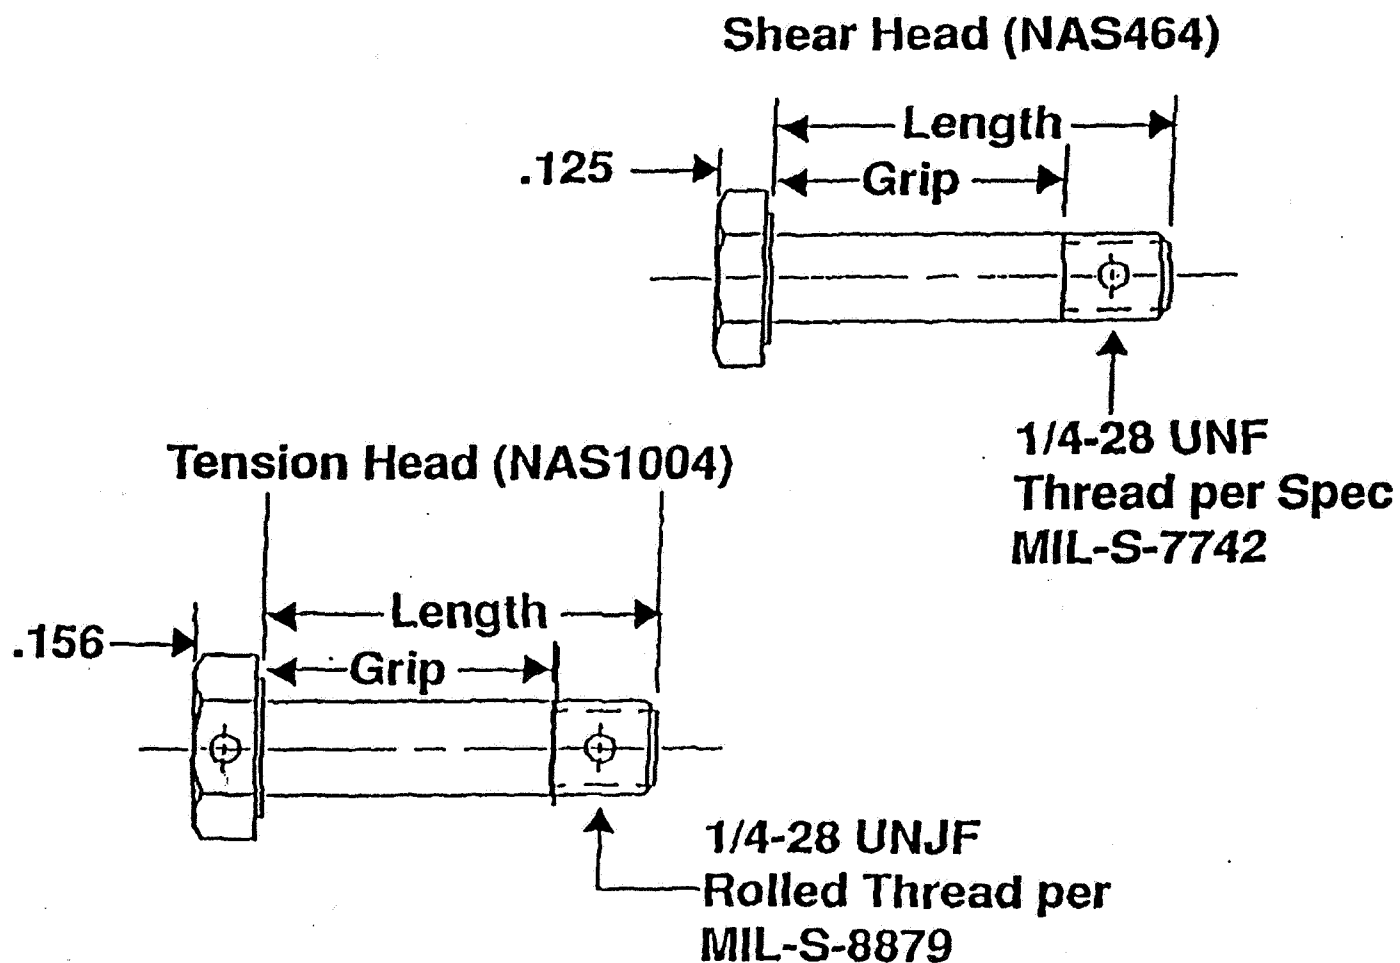 Shear Head (NAS464)
Length
.125
Grip
1/4-28 UNF
Thread per Spec
MIL-S-7742
Tension Head (NAS1004)
Length
.156
Grip
1/4-28 UNJF
Rolled Thread per
MIL-S-8879